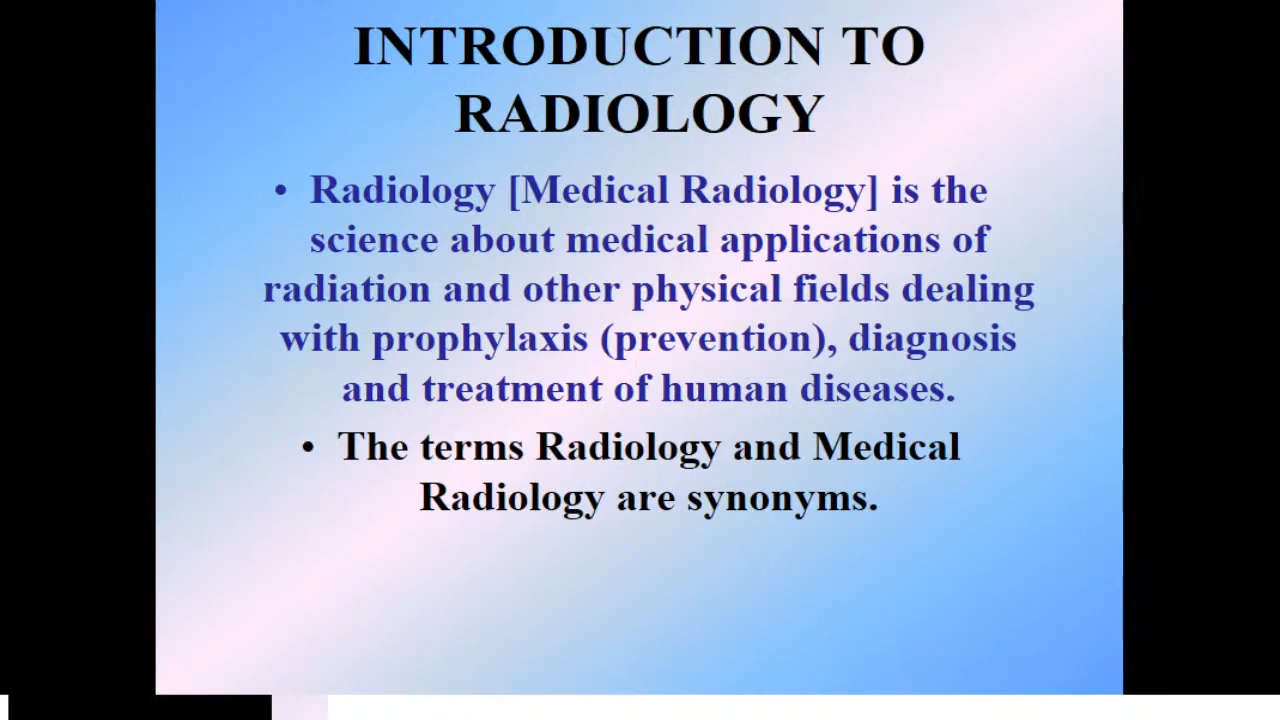 INTRODUCTION TO
RADIOLOGY
• Radiology [Medical Radiology] is the
science about medical applications of
radiation and other physical fields dealing
with prophylaxis (prevention), diagnosis
and treatment of human diseases.
• The terms Radiology and Medical
Radiology are synonyms.